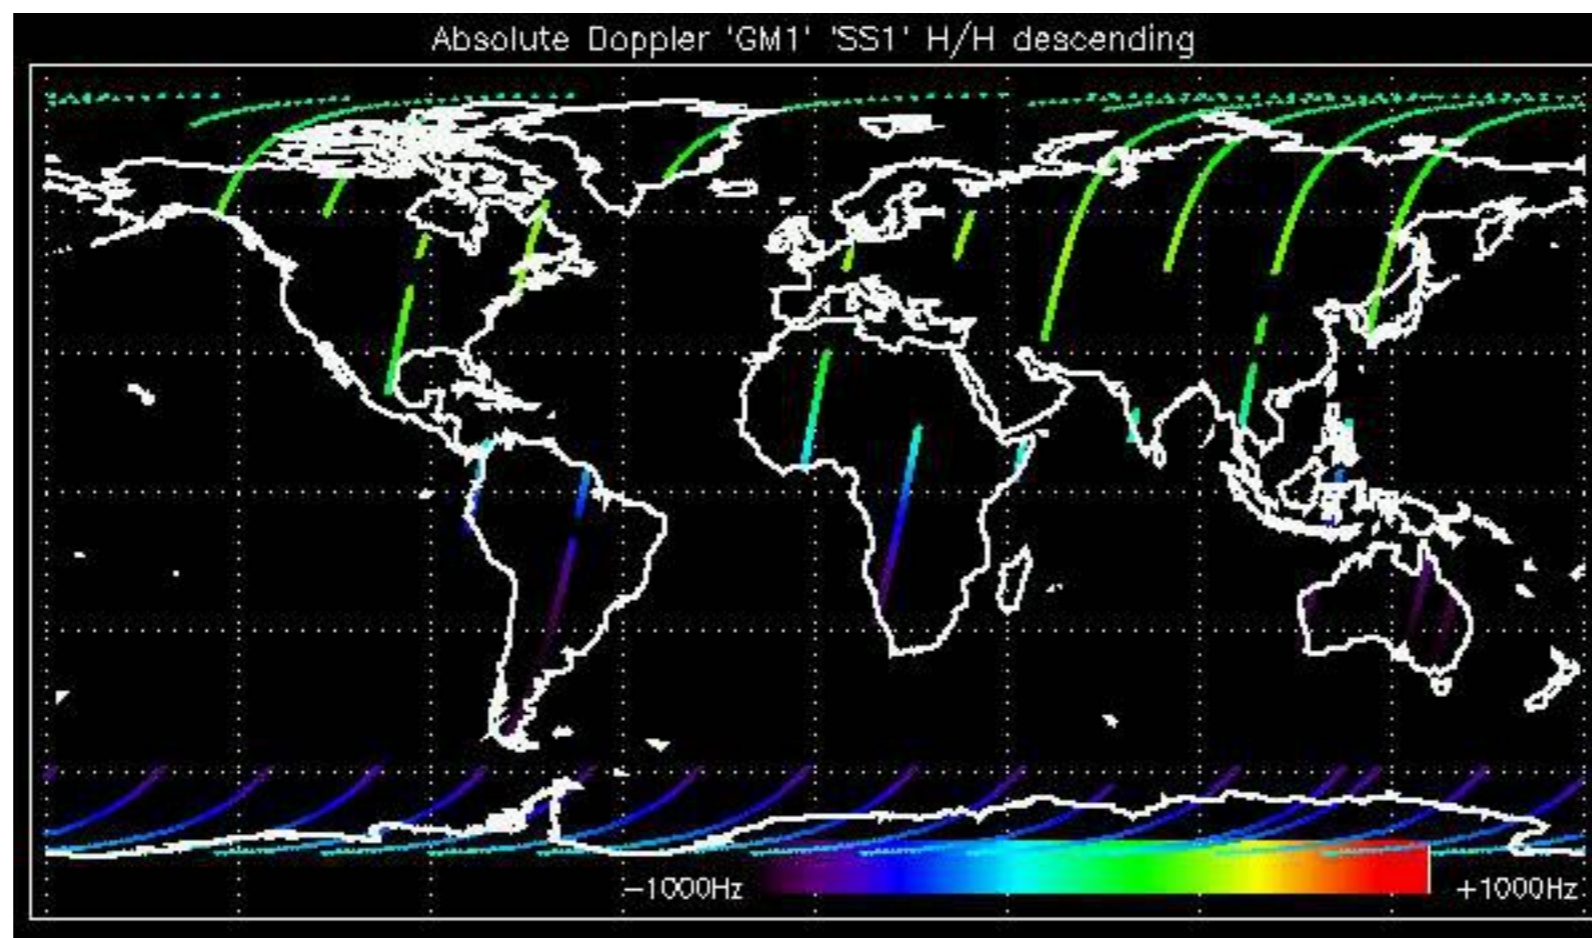 Absolute Doppler 'GM1' 'SS1' H/H descending
−1000Hz +1000Hz